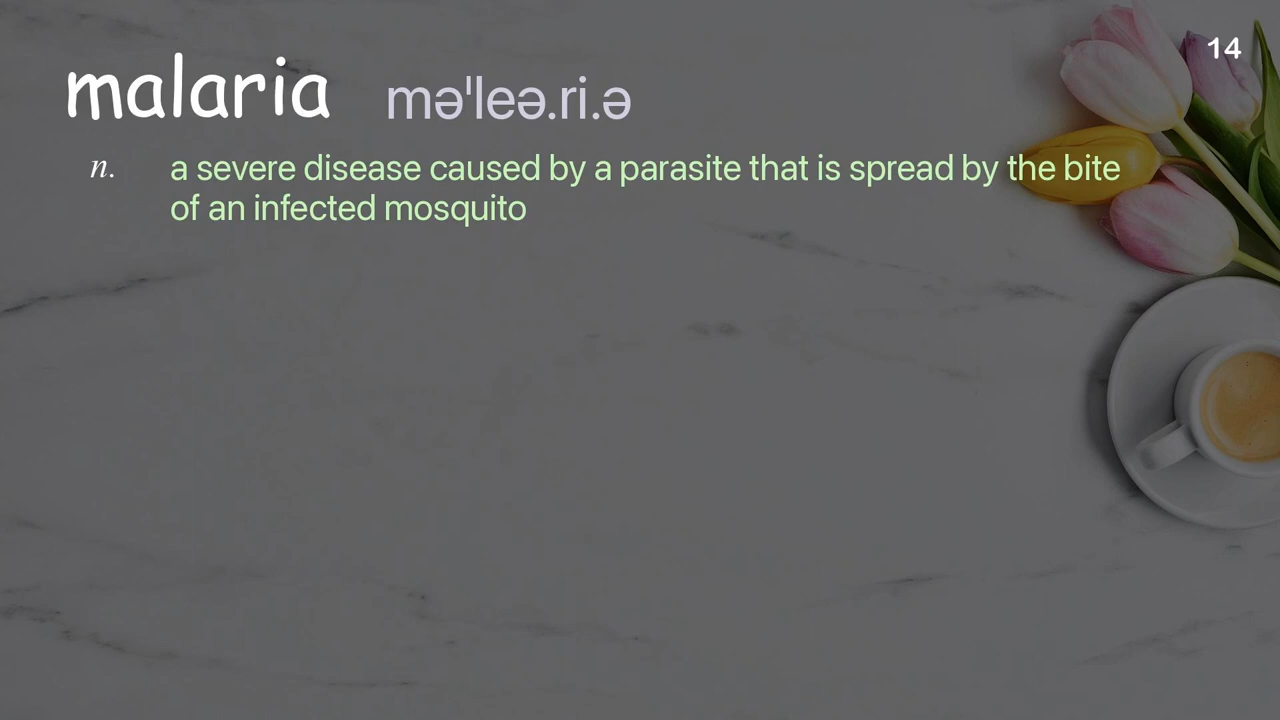 14
malaria məˈleə.ri.ə
n. a severe disease caused by a parasite that is spread by the bite
of an infected mosquito